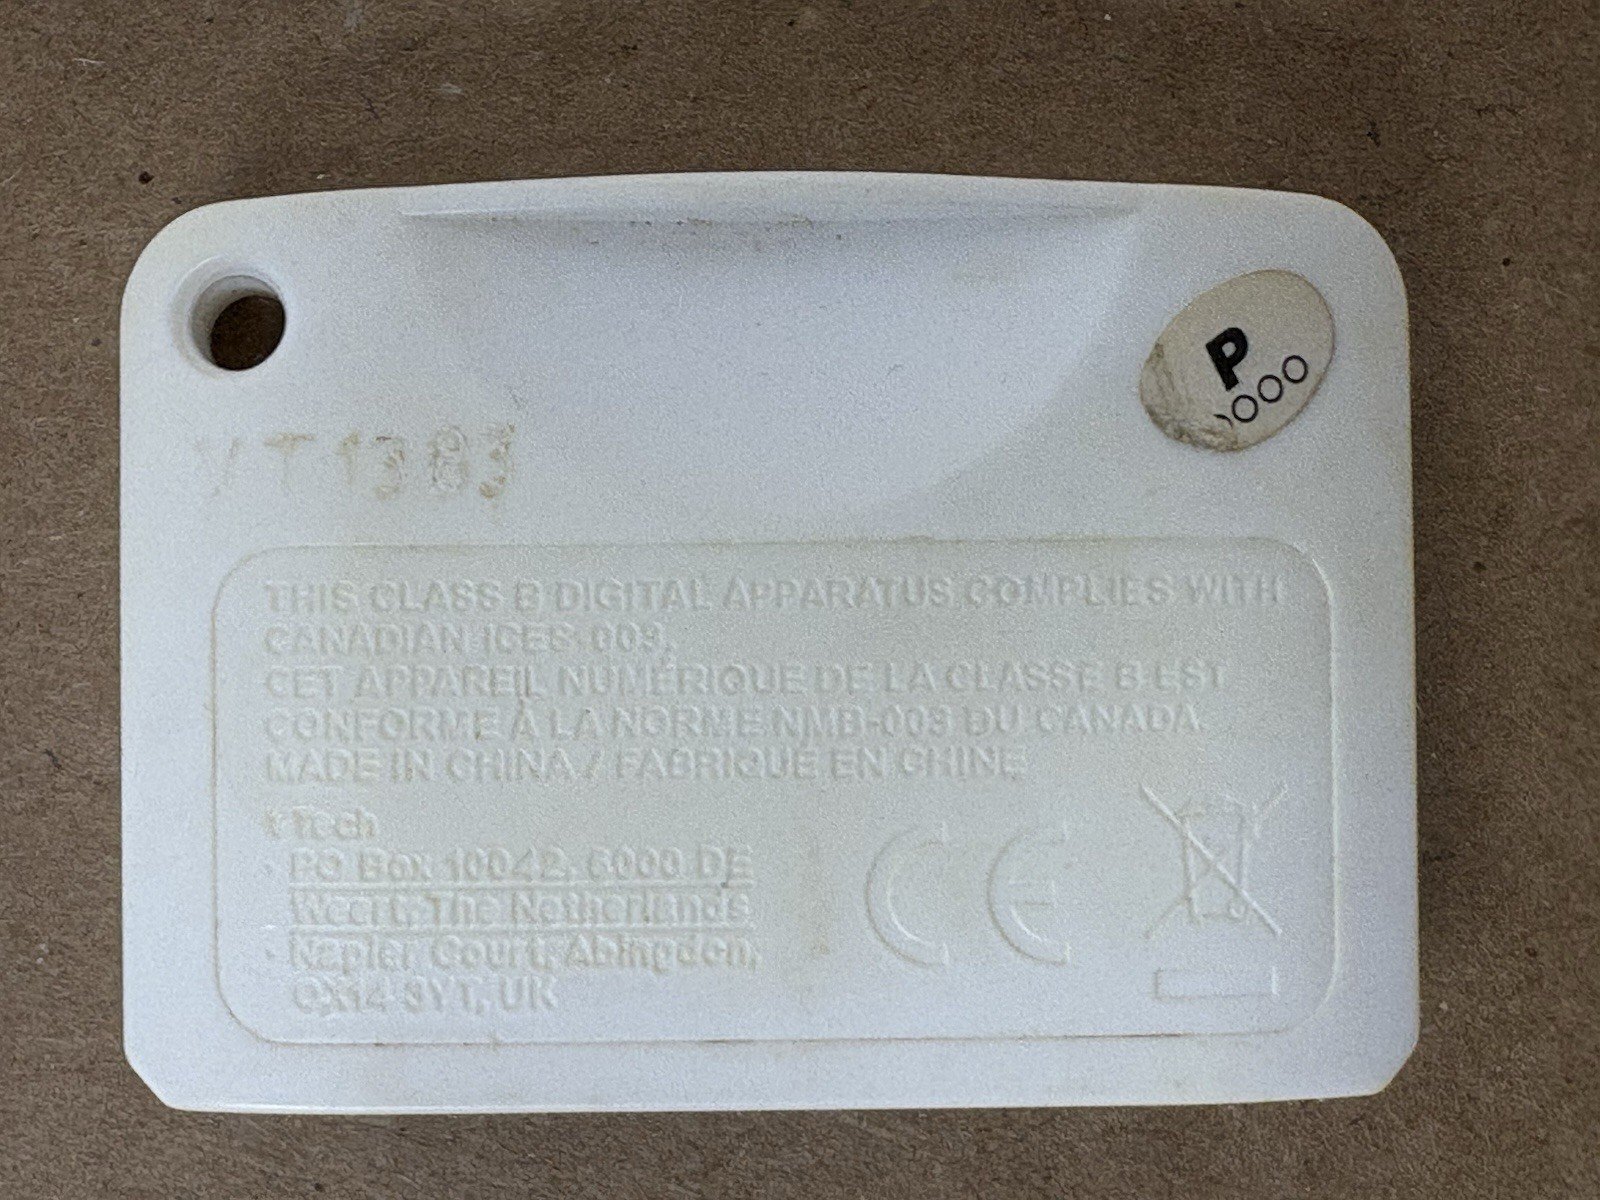 P
OOO
VT1383
THIS CLASS B DIGITAL APPARATUS COMPLIES WITH
CANADIAN ICES-003.
CET APPAREIL NUMÉRIQUE DE LA CLASSE B EST
CONFORME À LA NORME NMB-003 DU CANADA.
MADE IN CHINA / FABRIQUÉ EN CHINE
vTech
· PO Box 10042, 6000 DE
Weert, The Netherlands
· Napier Court, Abingdon,
OX14 3YT, UK
CE